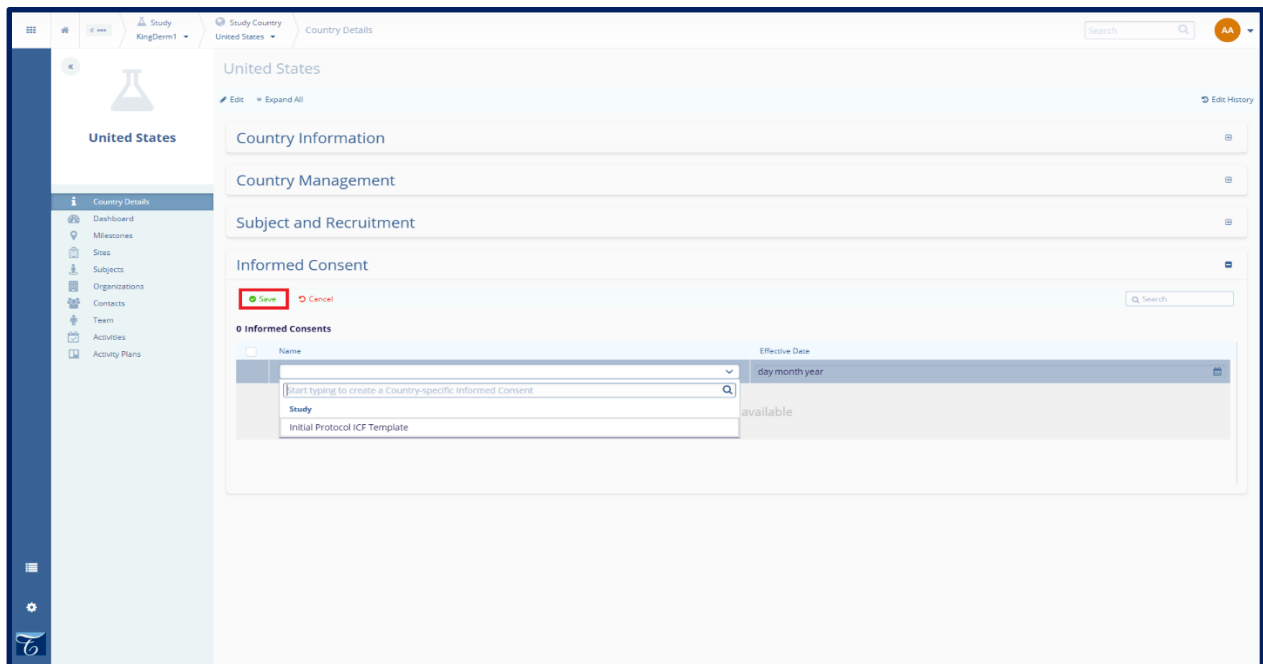 Study
KingDerm1
Study Country
United States
Country Details
Search
AA
United States
Edit Expand All
Edit History
United States
Country Information
Country Management
Subject and Recruitment
Informed Consent
Country Details
Dashboard
Milestones
Sites
Subjects
Organizations
Contacts
Team
Activities
Activity Plans
Save Cancel
Search
0 Informed Consents
Name Effective Date
day month year
Start typing to create a Country-specific Informed Consent
Study
available
Initial Protocol ICF Template